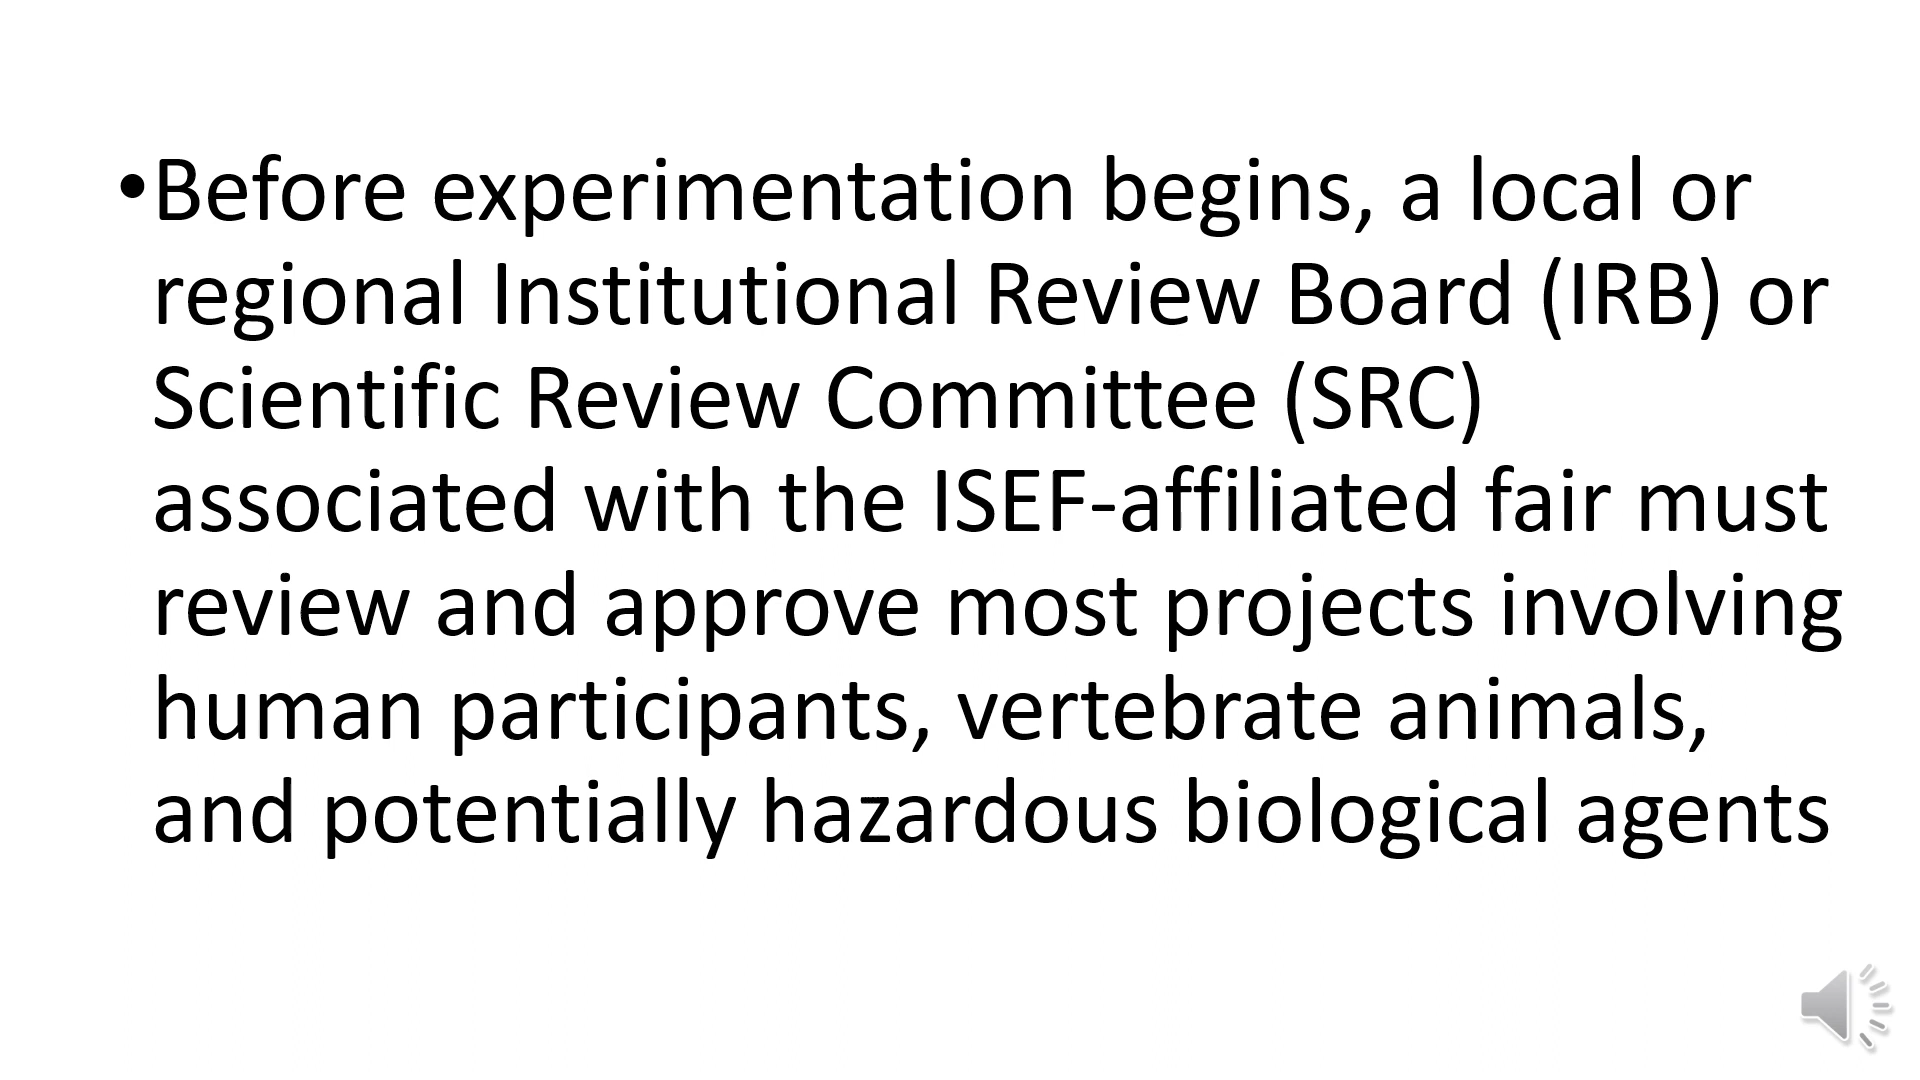 •Before experimentation begins, a local or
regional Institutional Review Board (IRB) or
Scientific Review Committee (SRC)
associated with the ISEF-affiliated fair must
review and approve most projects involving
human participants, vertebrate animals,
and potentially hazardous biological agents